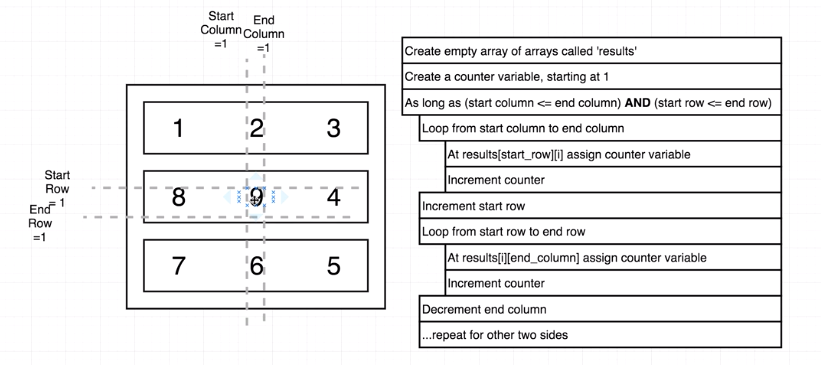 Start
Column
=1
End
Column
=1
1 2 3
Start
Row
= 1
8 9 4
End
Row
=1
7 6 5
Create empty array of arrays called 'results'
Create a counter variable, starting at 1
As long as (start column <= end column) AND (start row <= end row)
Loop from start column to end column
At results[start_row][i] assign counter variable
Increment counter
Increment start row
Loop from start row to end row
At results[i][end_column] assign counter variable
Increment counter
Decrement end column
...repeat for other two sides